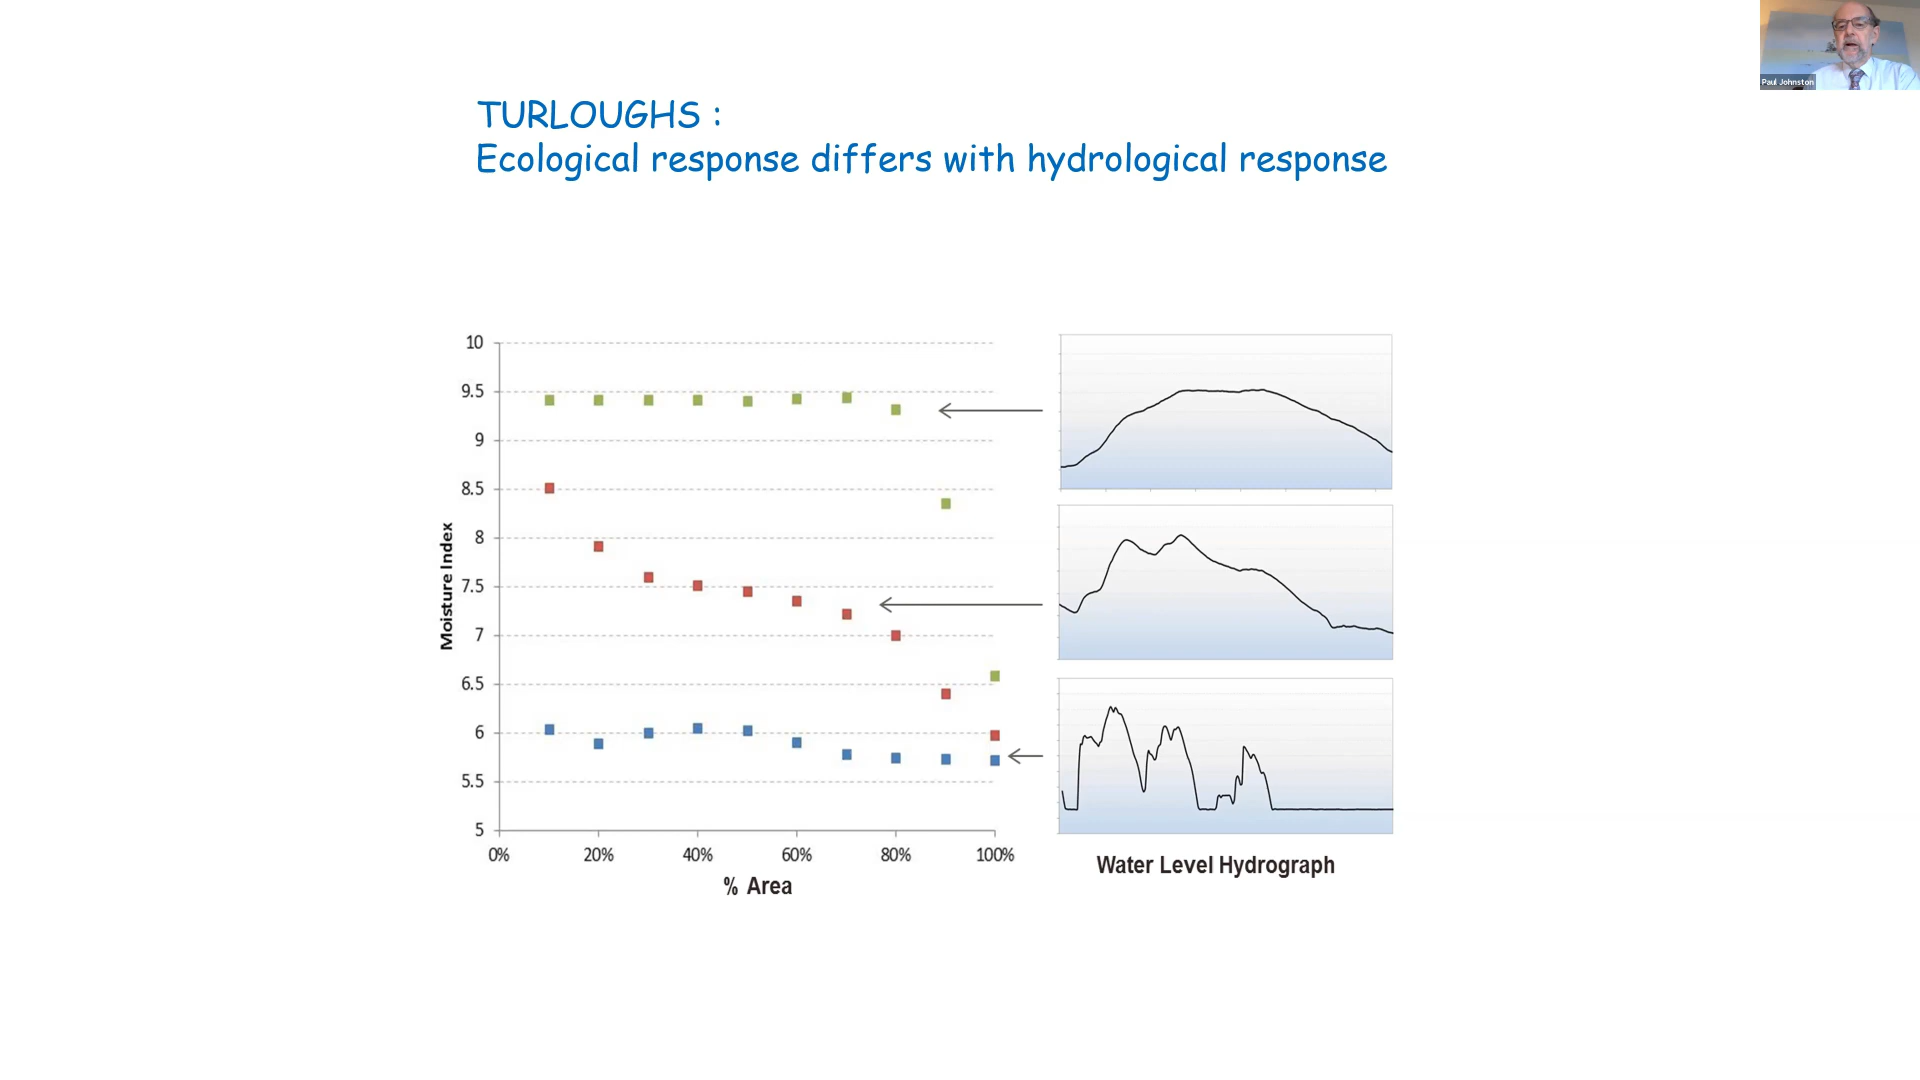 Paul Johnston
TURLOUGHS :
Ecological response differs with hydrological response
10
9.5
9
8.5
8
7.5
7
6.5
6
5.5
5
Moisture Index
0% 20% 40% 60% 80% 100%
% Area
Water Level Hydrograph